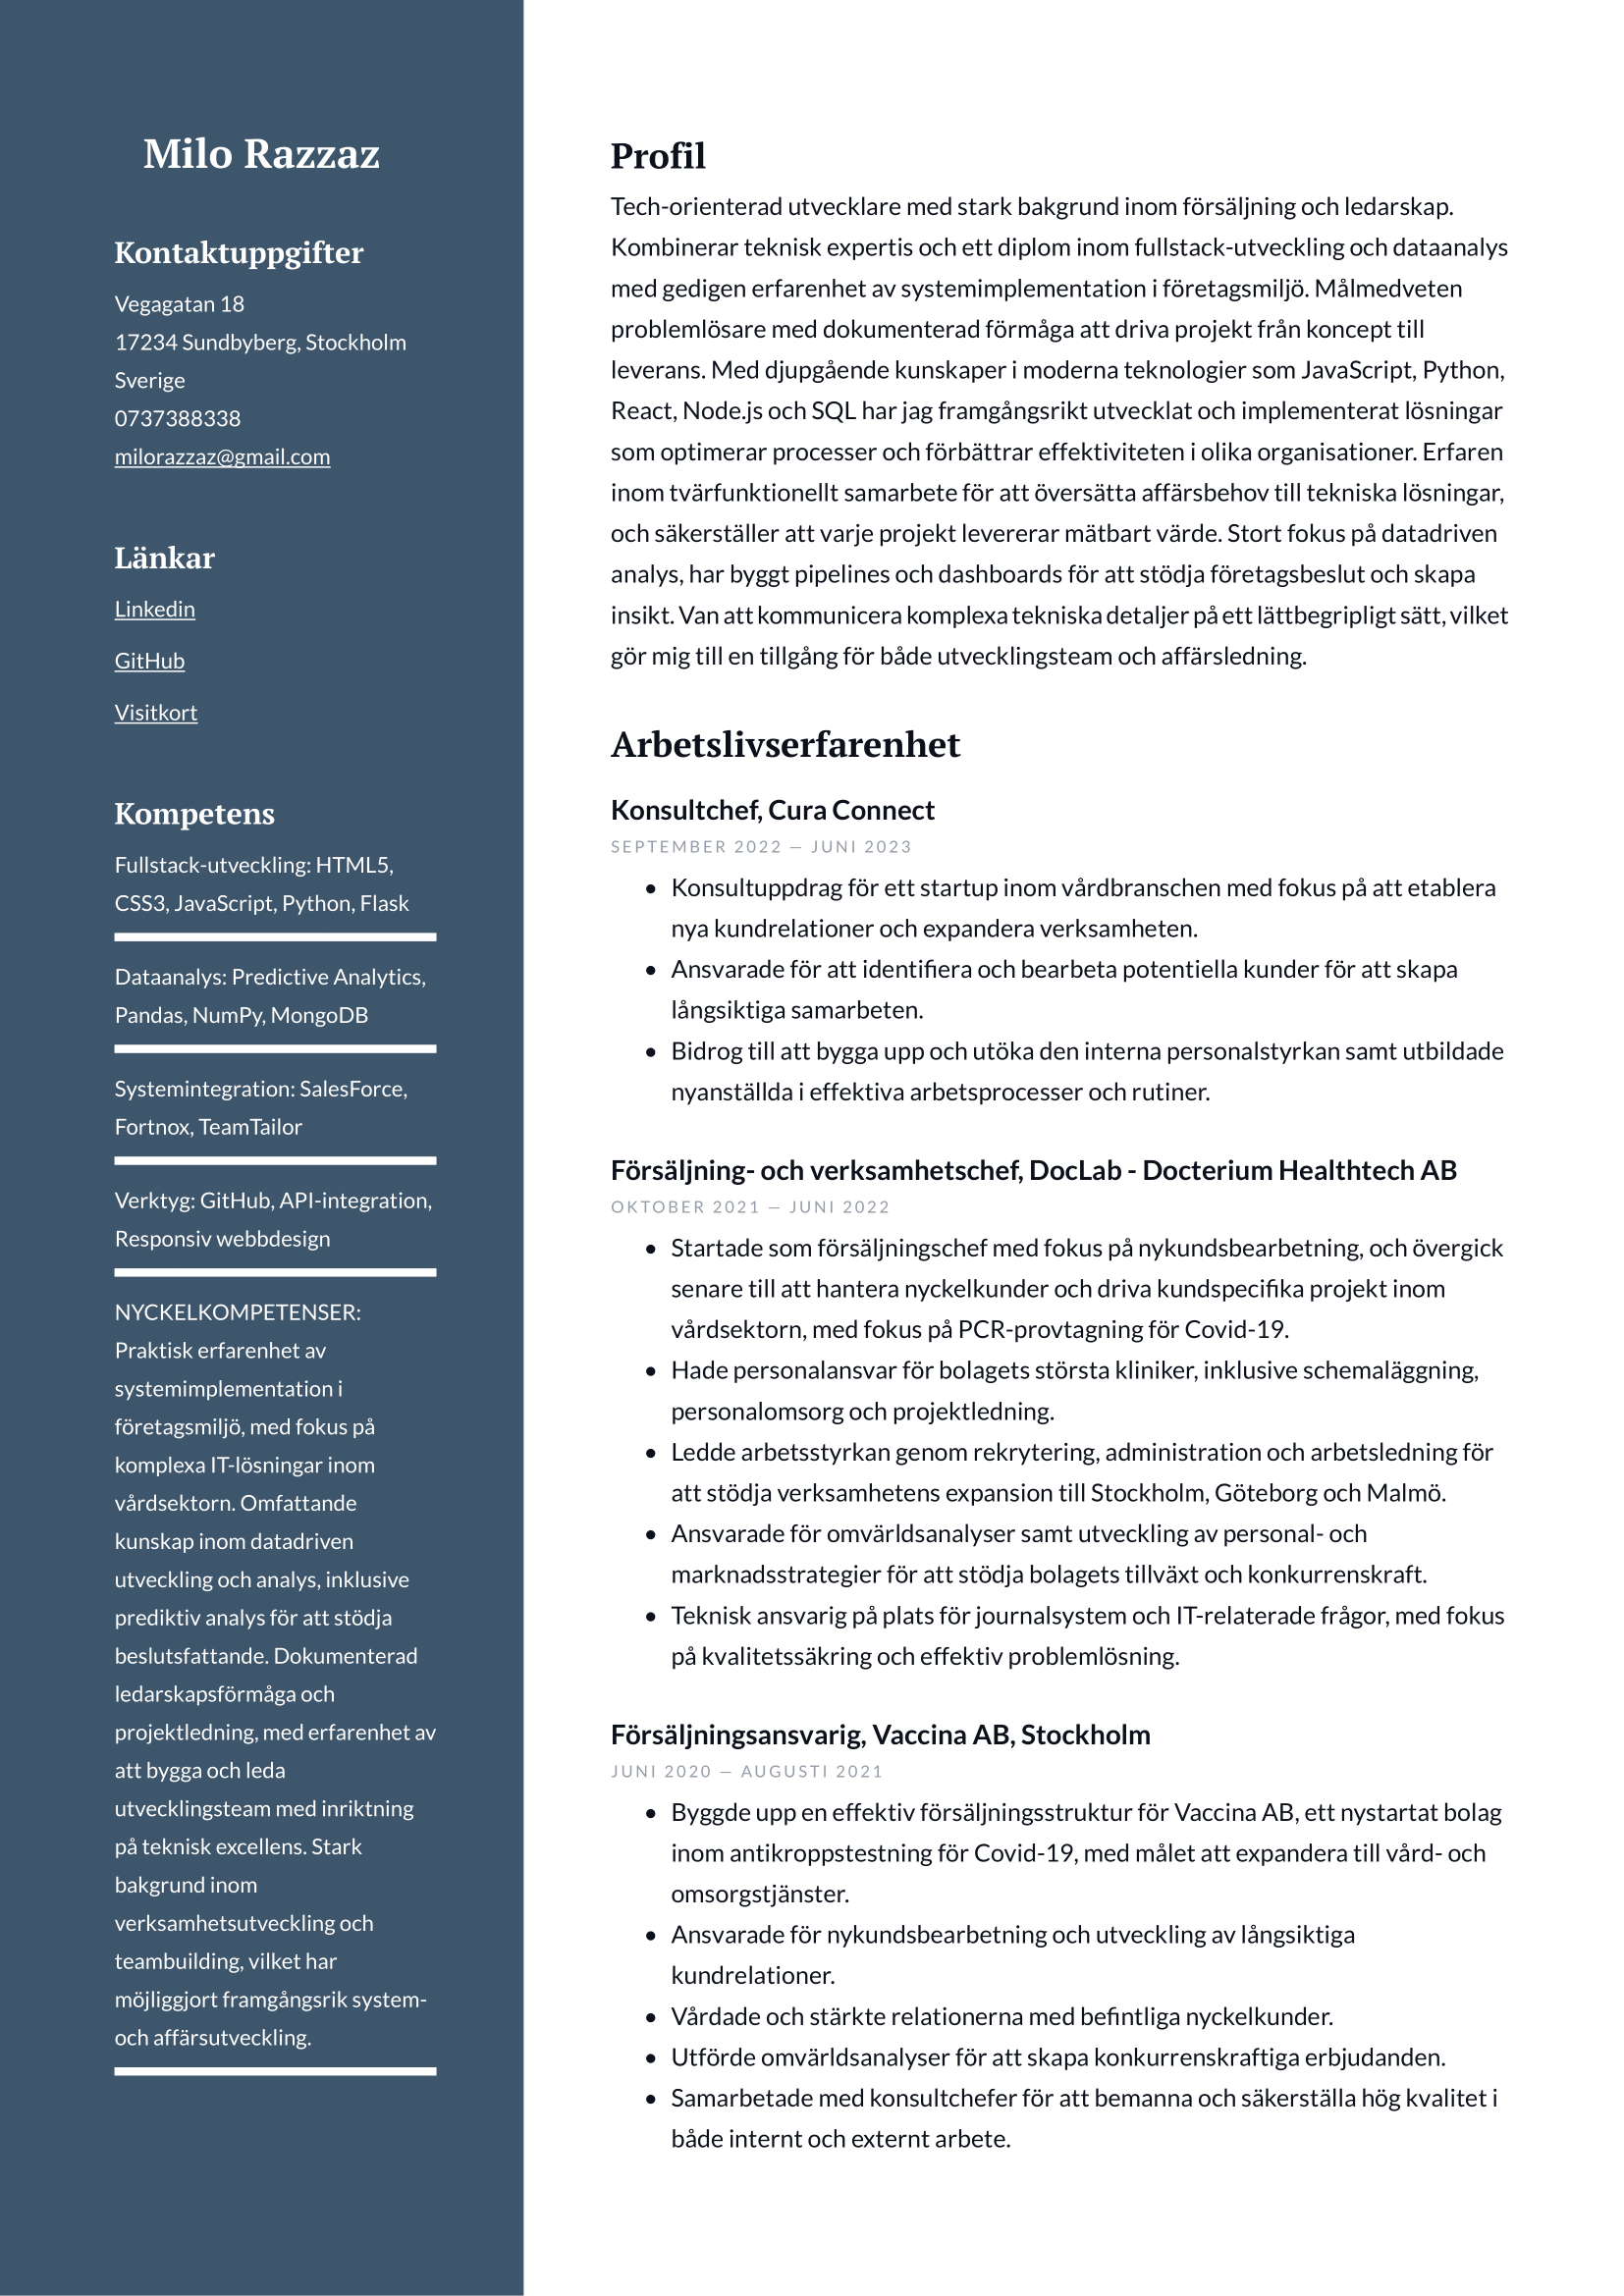 Milo Razzaz
Kontaktuppgifter
Vegagatan 18
17234 Sundbyberg, Stockholm
Sverige
0737388338
milorazzaz@gmail.com
Länkar
Linkedin
GitHub
Visitkort
Kompetens
Fullstack-utveckling: HTML5,
CSS3, JavaScript, Python, Flask
Dataanalys: Predictive Analytics,
Pandas, NumPy, MongoDB
Systemintegration: SalesForce,
Fortnox, TeamTailor
Verktyg: GitHub, API-integration,
Responsiv webbdesign
NYCKELKOMPETENSER:
Praktisk erfarenhet av
systemimplementation i
företagsmiljö, med fokus på
komplexa IT-lösningar inom
vårdsektorn. Omfattande
kunskap inom datadriven
utveckling och analys, inklusive
prediktiv analys för att stödja
beslutsfattande. Dokumenterad
ledarskapsförmåga och
projektledning, med erfarenhet av
att bygga och leda
utvecklingsteam med inriktning
på teknisk excellens. Stark
bakgrund inom
verksamhetsutveckling och
teambuilding, vilket har
möjliggjort framgångsrik system-
och affärsutveckling.
Profil
Tech-orienterad utvecklare med stark bakgrund inom försäljning och ledarskap.
Kombinerar teknisk expertis och ett diplom inom fullstack-utveckling och dataanalys
med gedigen erfarenhet av systemimplementation i företagsmiljö. Målmedveten
problemlösare med dokumenterad förmåga att driva projekt från koncept till
leverans. Med djupgående kunskaper i moderna teknologier som JavaScript, Python,
React, Node.js och SQL har jag framgångsrikt utvecklat och implementerat lösningar
som optimerar processer och förbättrar effektiviteten i olika organisationer. Erfaren
inom tvärfunktionellt samarbete för att översätta affärsbehov till tekniska lösningar,
och säkerställer att varje projekt levererar mätbart värde. Stort fokus på datadriven
analys, har byggt pipelines och dashboards för att stödja företagsbeslut och skapa
insikt. Van att kommunicera komplexa tekniska detaljer på ett lättbegripligt sätt, vilket
gör mig till en tillgång för både utvecklingsteam och affärsledning.
Arbetslivserfarenhet
Konsultchef, Cura Connect
SEPTEMBER 2022 — JUNI 2023
• Konsultuppdrag för ett startup inom vårdbranschen med fokus på att etablera
nya kundrelationer och expandera verksamheten.
• Ansvarade för att identifiera och bearbeta potentiella kunder för att skapa
långsiktiga samarbeten.
• Bidrog till att bygga upp och utöka den interna personalstyrkan samt utbildade
nyanställda i effektiva arbetsprocesser och rutiner.
Försäljning- och verksamhetschef, DocLab - Docterium Healthtech AB
OKTOBER 2021 — JUNI 2022
• Startade som försäljningschef med fokus på nykundsbearbetning, och övergick
senare till att hantera nyckelkunder och driva kundspecifika projekt inom
vårdsektorn, med fokus på PCR-provtagning för Covid-19.
• Hade personalansvar för bolagets största kliniker, inklusive schemaläggning,
personalomsorg och projektledning.
• Ledde arbetsstyrkan genom rekrytering, administration och arbetsledning för
att stödja verksamhetens expansion till Stockholm, Göteborg och Malmö.
• Ansvarade för omvärldsanalyser samt utveckling av personal- och
marknadsstrategier för att stödja bolagets tillväxt och konkurrenskraft.
• Teknisk ansvarig på plats för journalsystem och IT-relaterade frågor, med fokus
på kvalitetssäkring och effektiv problemlösning.
Försäljningsansvarig, Vaccina AB, Stockholm
JUNI 2020 — AUGUSTI 2021
• Byggde upp en effektiv försäljningsstruktur för Vaccina AB, ett nystartat bolag
inom antikroppstestning för Covid-19, med målet att expandera till vård- och
omsorgstjänster.
• Ansvarade för nykundsbearbetning och utveckling av långsiktiga
kundrelationer.
• Vårdade och stärkte relationerna med befintliga nyckelkunder.
• Utförde omvärldsanalyser för att skapa konkurrenskraftiga erbjudanden.
• Samarbetade med konsultchefer för att bemanna och säkerställa hög kvalitet i
både internt och externt arbete.